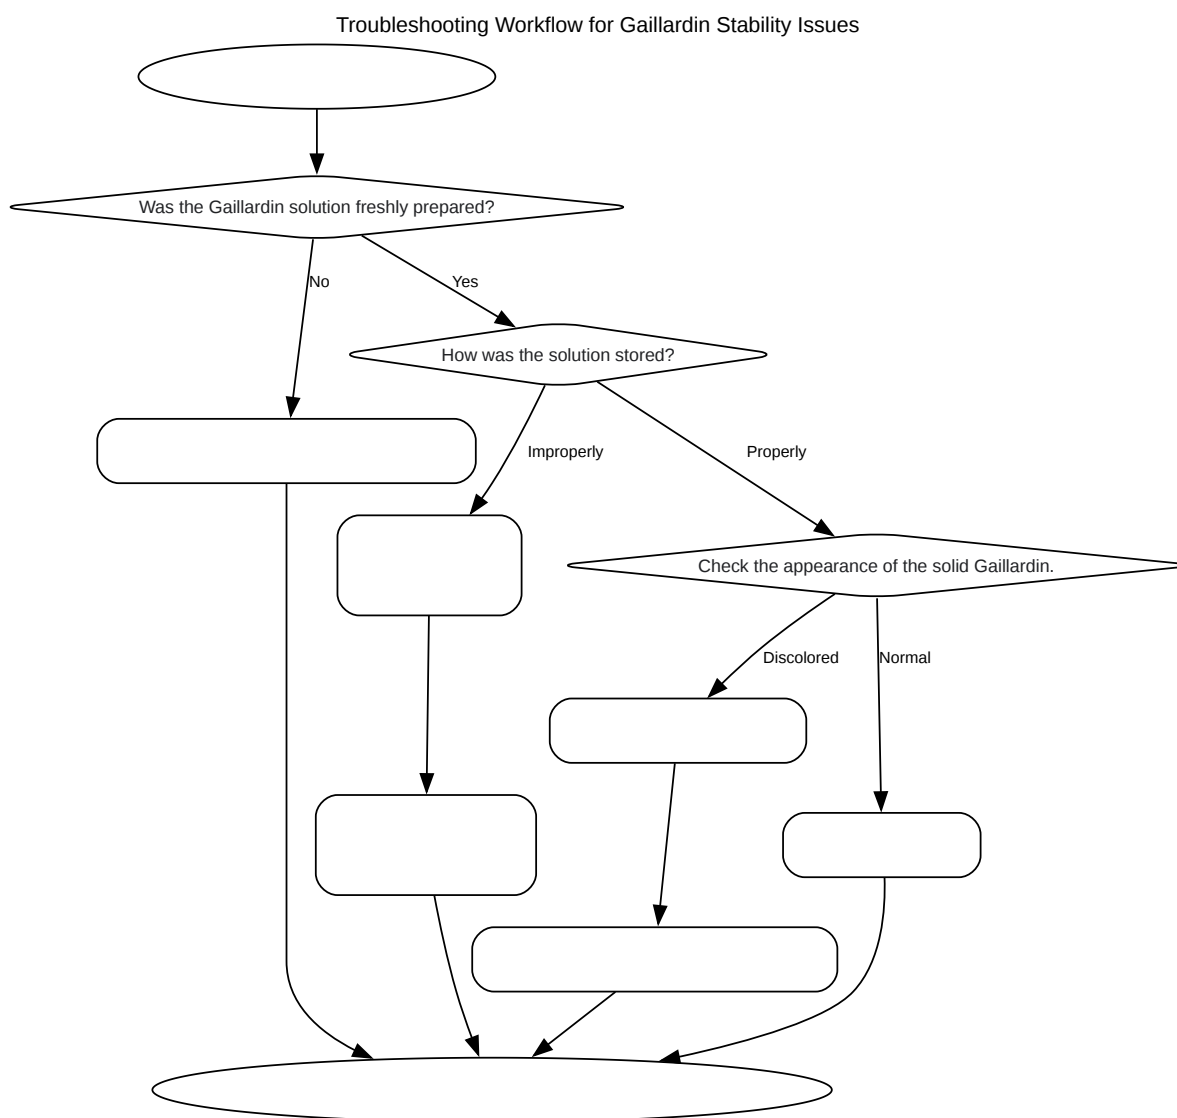 Troubleshooting Workflow for Gaillardin Stability Issues
Was the Gaillardin solution freshly prepared?
No
Yes
How was the solution stored?
Improperly
Properly
Check the appearance of the solid Gaillardin.
Discolored
Normal